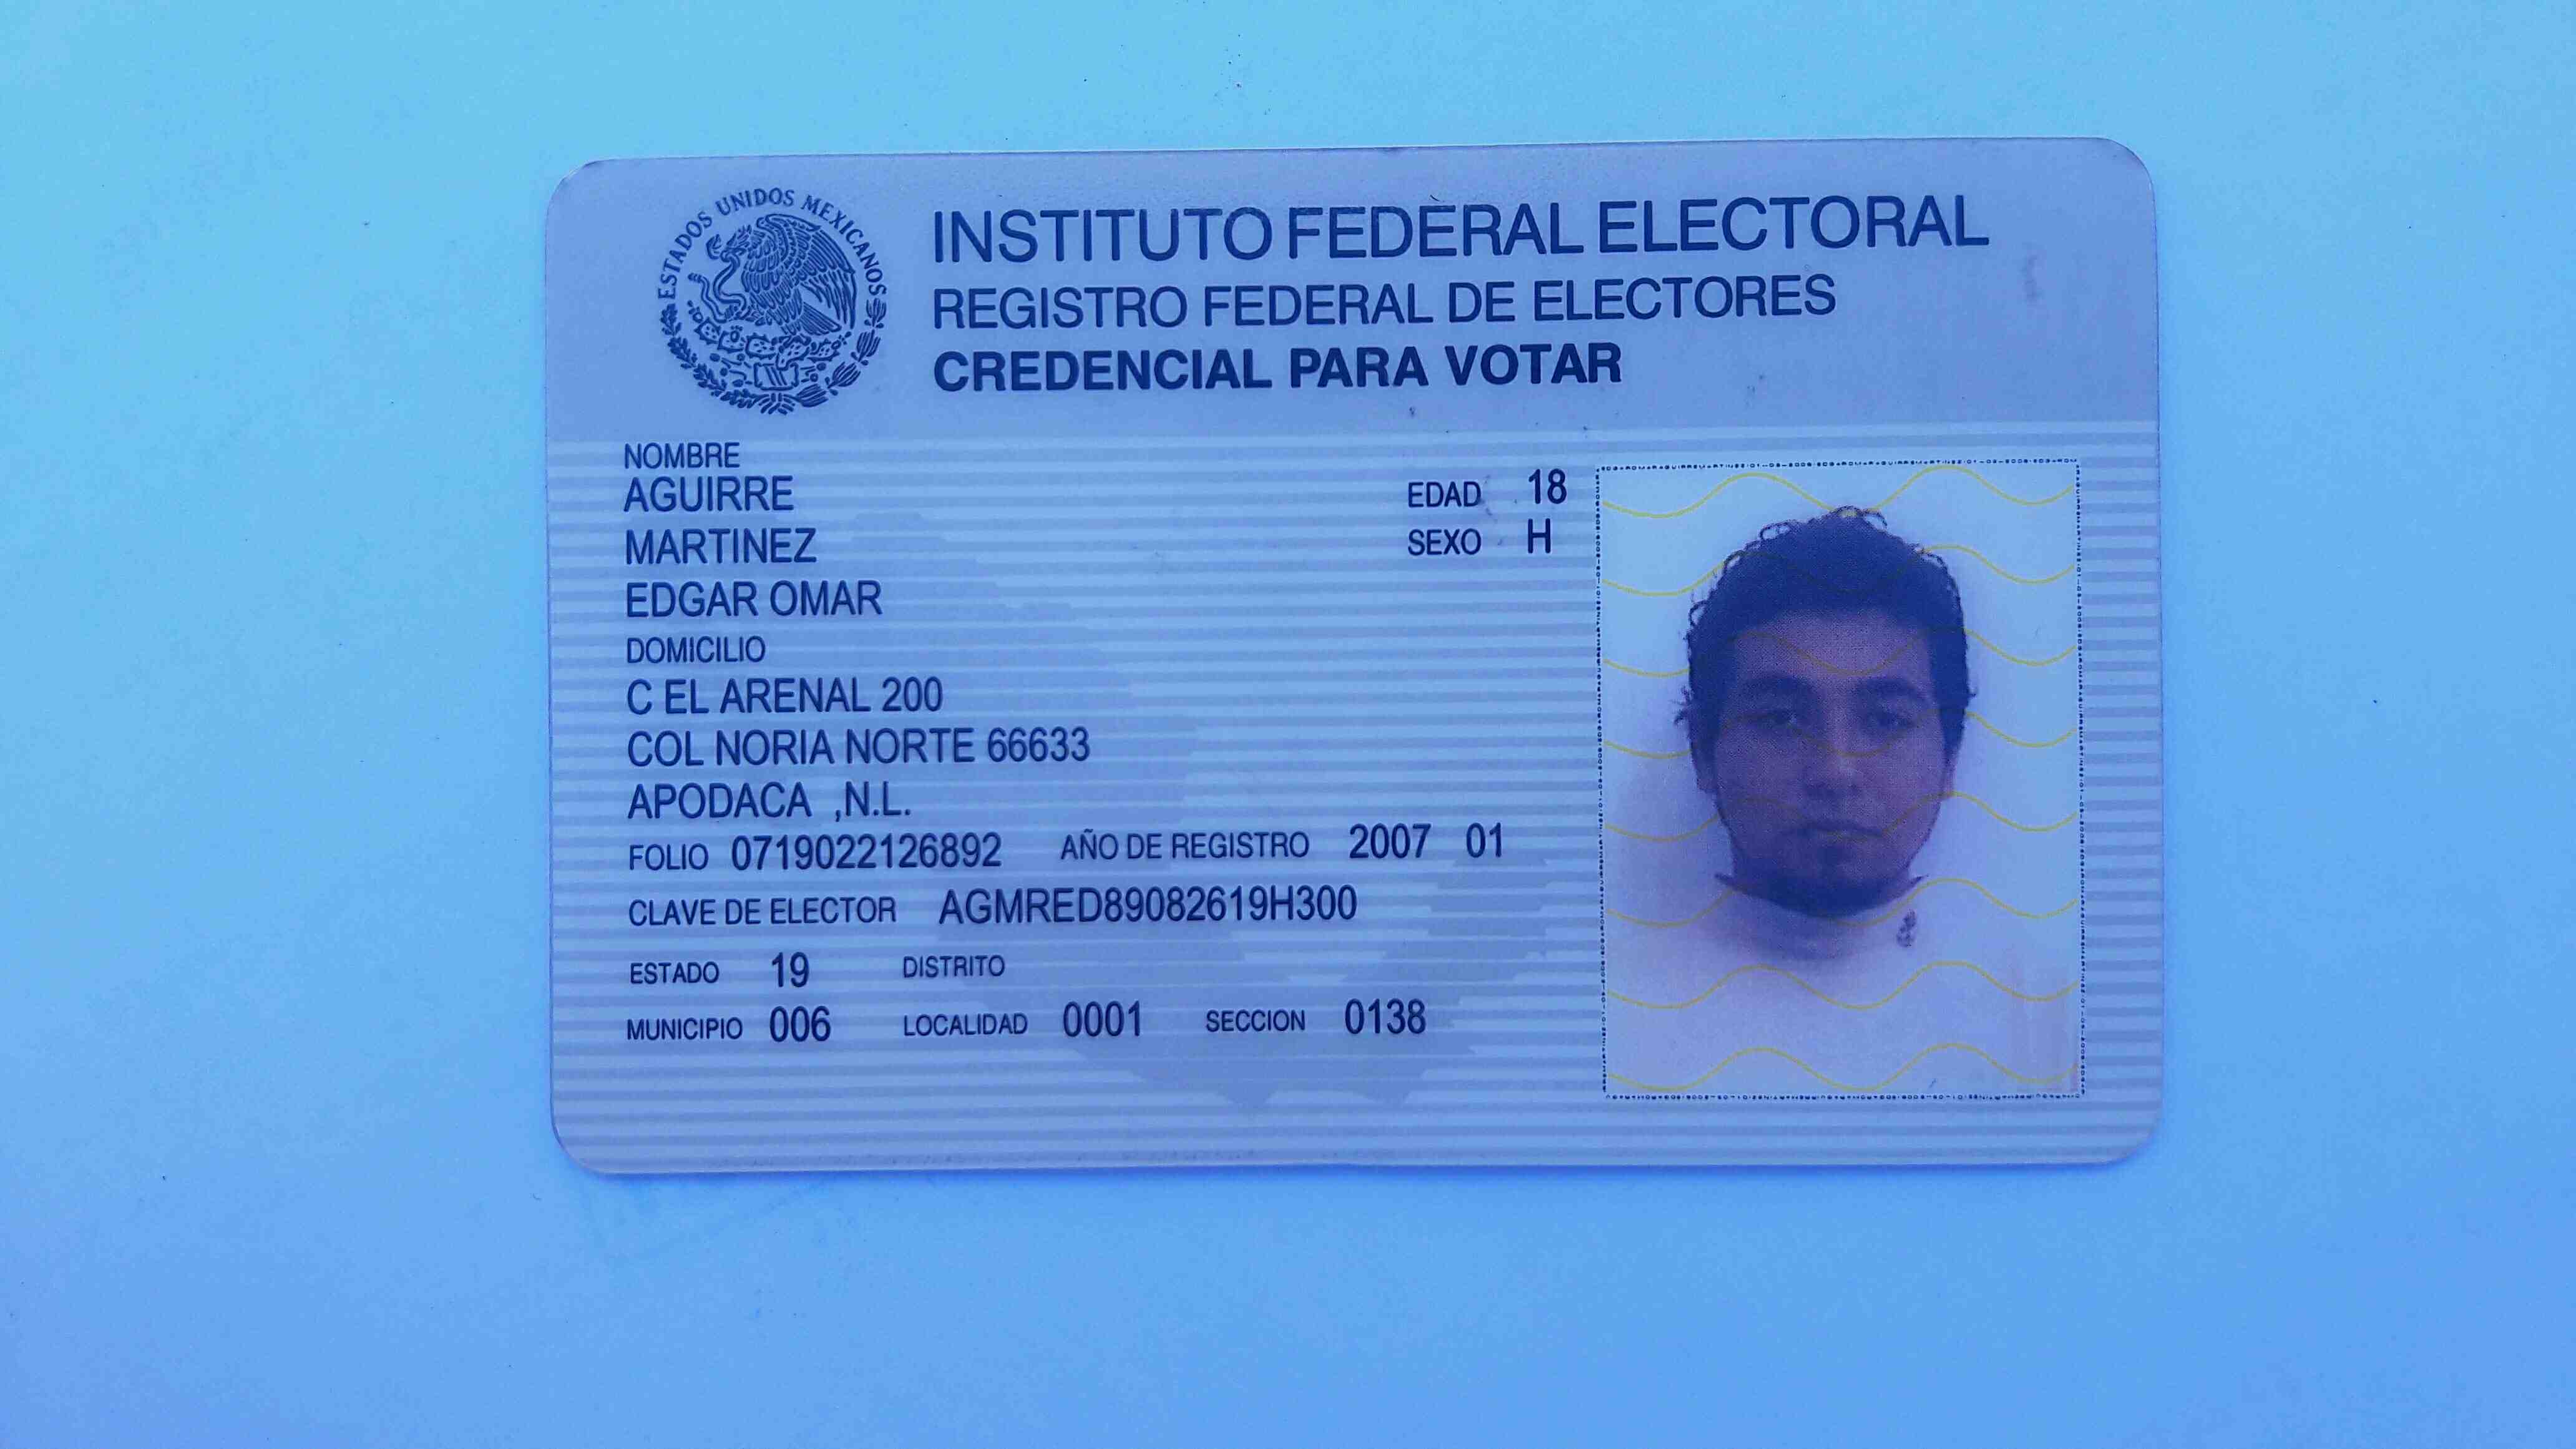 ESTADOS UNIDOS MEXICANOS
INSTITUTO FEDERAL ELECTORAL
REGISTRO FEDERAL DE ELECTORES
CREDENCIAL PARA VOTAR
NOMBRE
AGUIRRE
MARTINEZ
EDGAR OMAR
EDAD 18
SEXO H
DOMICILIO
C EL ARENAL 200
COL NORIA NORTE 66633
APODACA ,N.L.
FOLIO 0719022126892 AÑO DE REGISTRO 2007 01
CLAVE DE ELECTOR AGMRED89082619H300
ESTADO 19 DISTRITO
MUNICIPIO 006 LOCALIDAD 0001 SECCION 0138